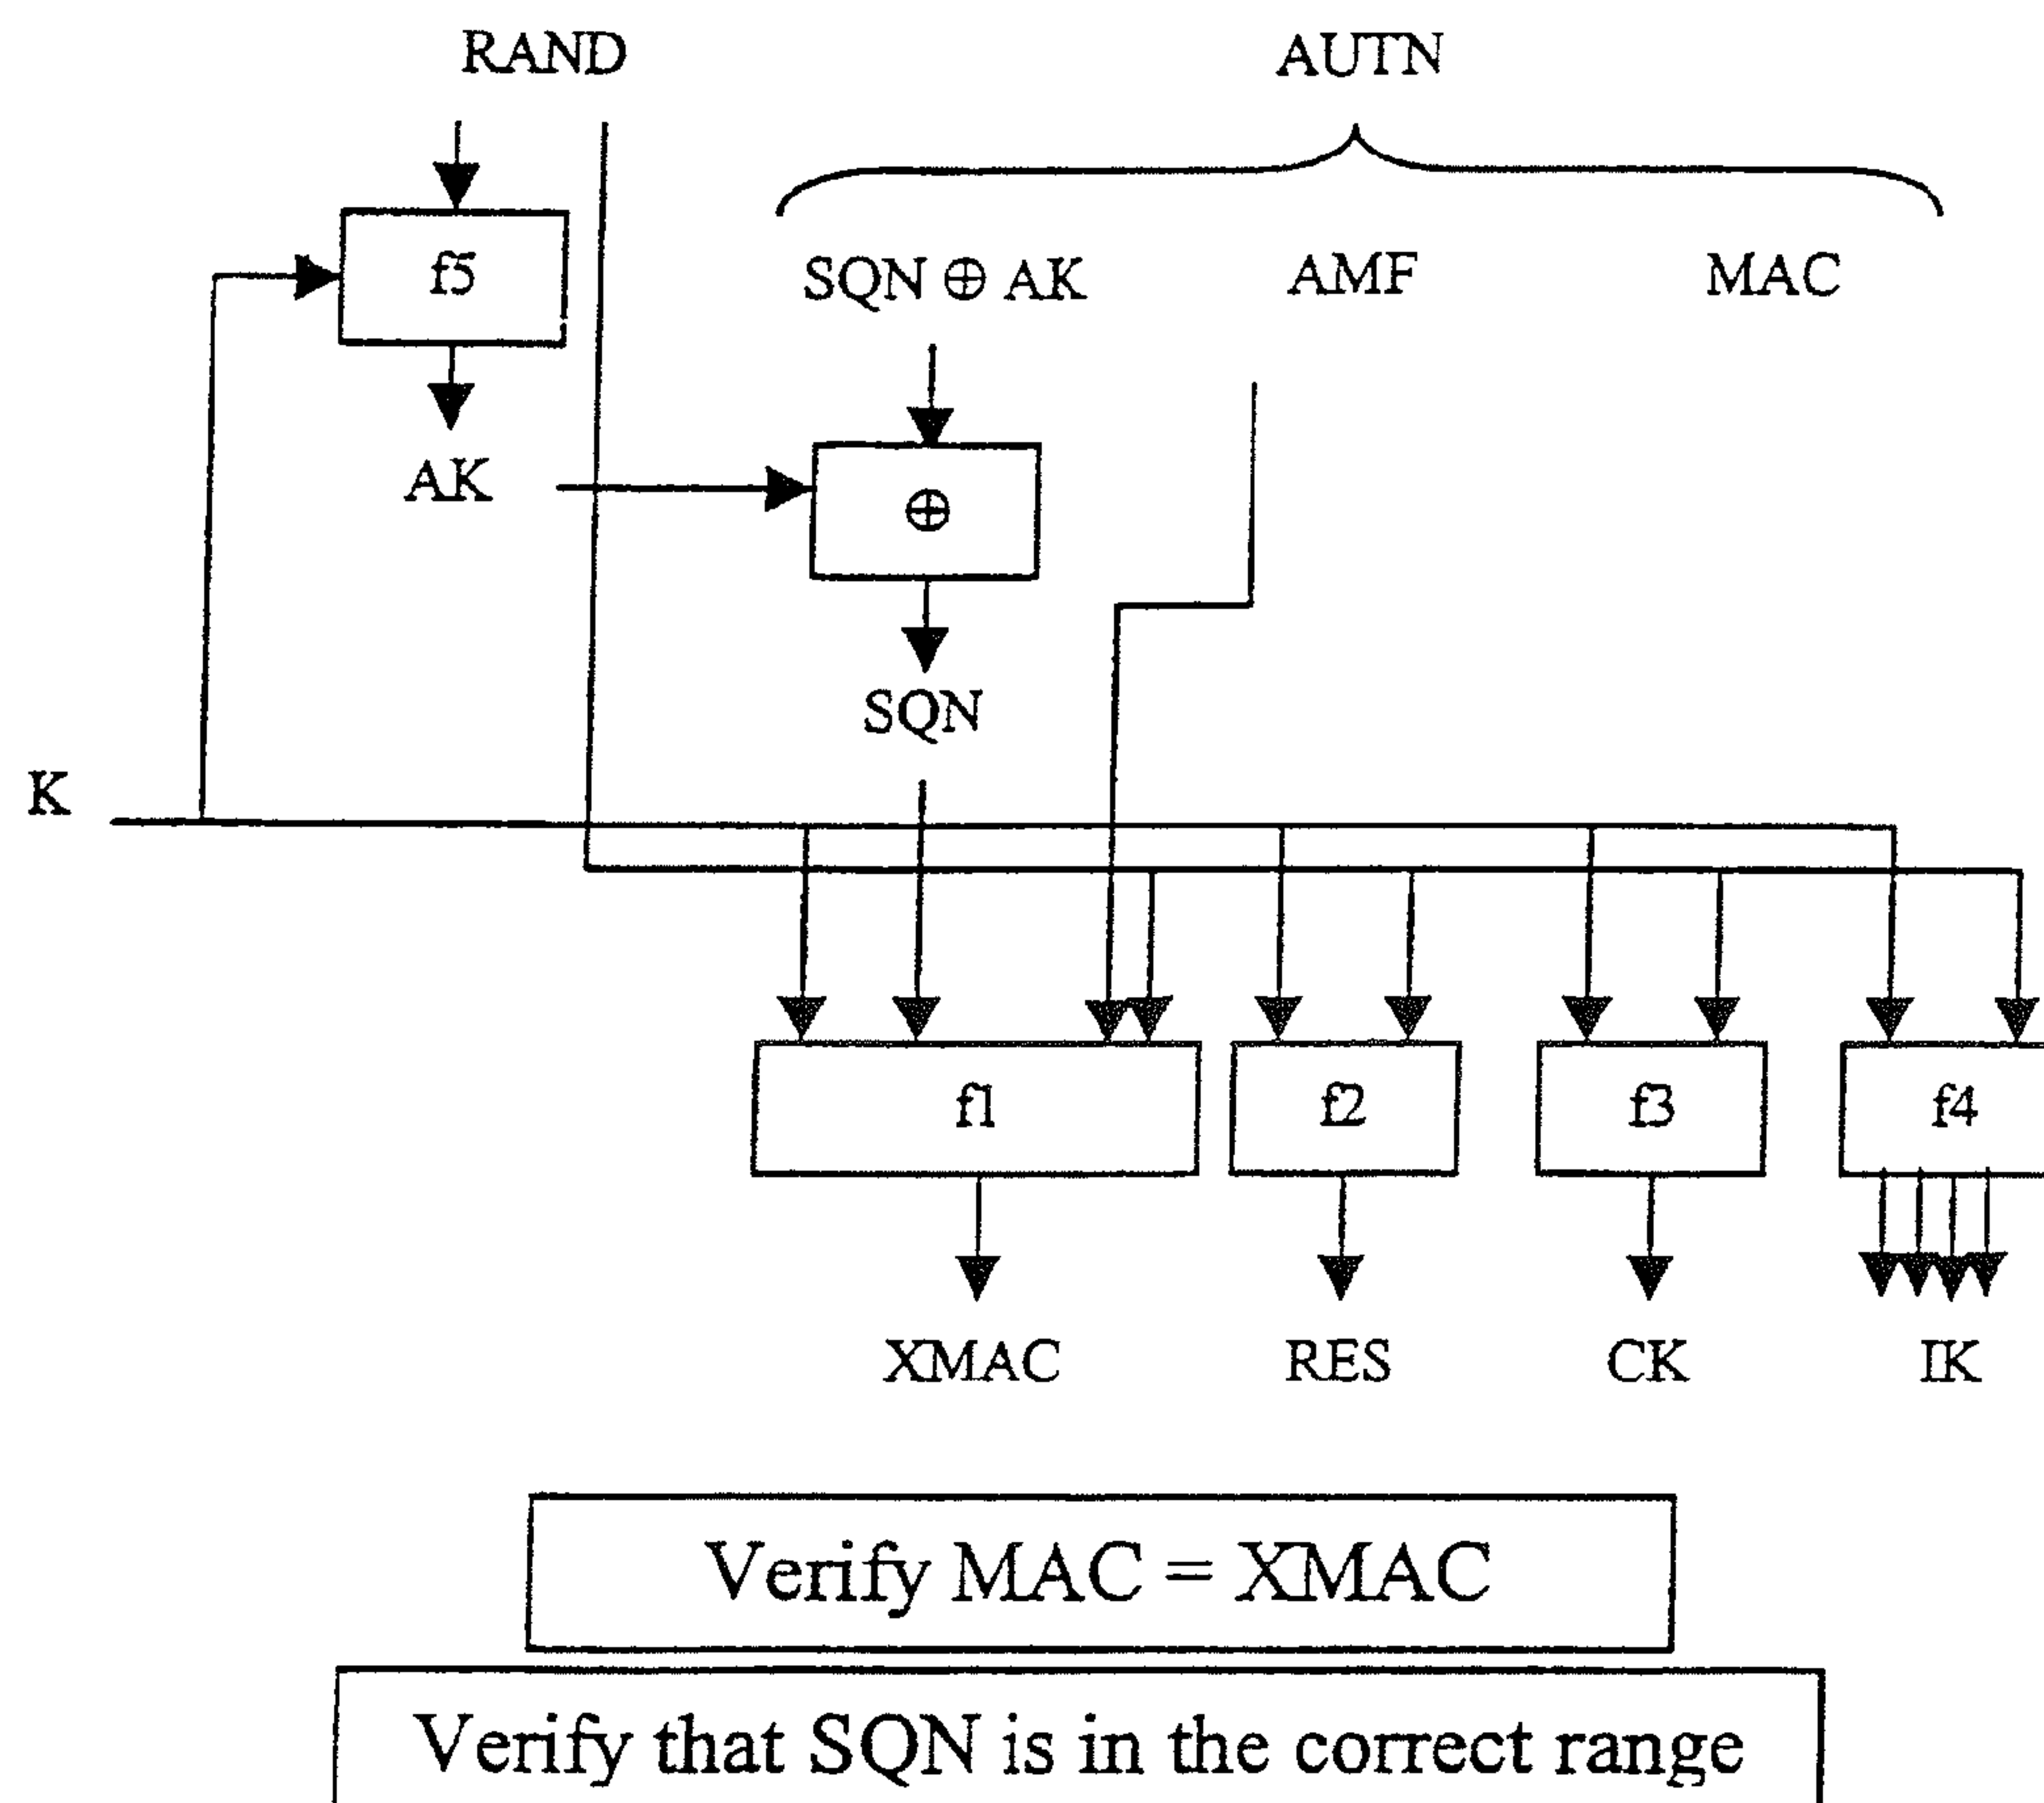 RAND AUTN
f5 SQN ⊕ AK AMF MAC
AK ⊕
SQN
K
f1 f2 f3 f4
XMAC RES CK IK
Verify MAC = XMAC
Verify that SQN is in the correct range